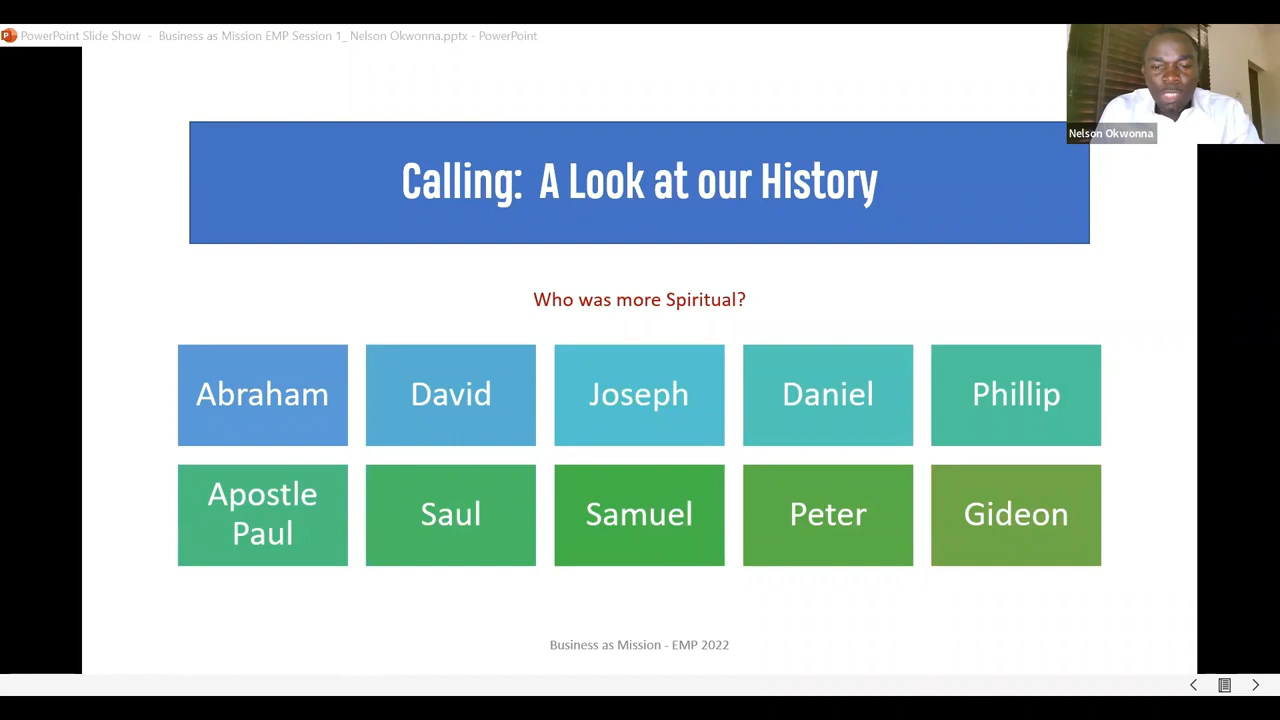 PowerPoint Slide Show - Business as Mission EMP Session 1_ Nelson Okwonna.pptx - PowerPoint
Nelson Okwonna
Calling: A Look at our History
Who was more Spiritual?
Abraham
David
Joseph
Daniel
Phillip
Apostle
Paul
Saul
Samuel
Peter
Gideon
Business as Mission - EMP 2022